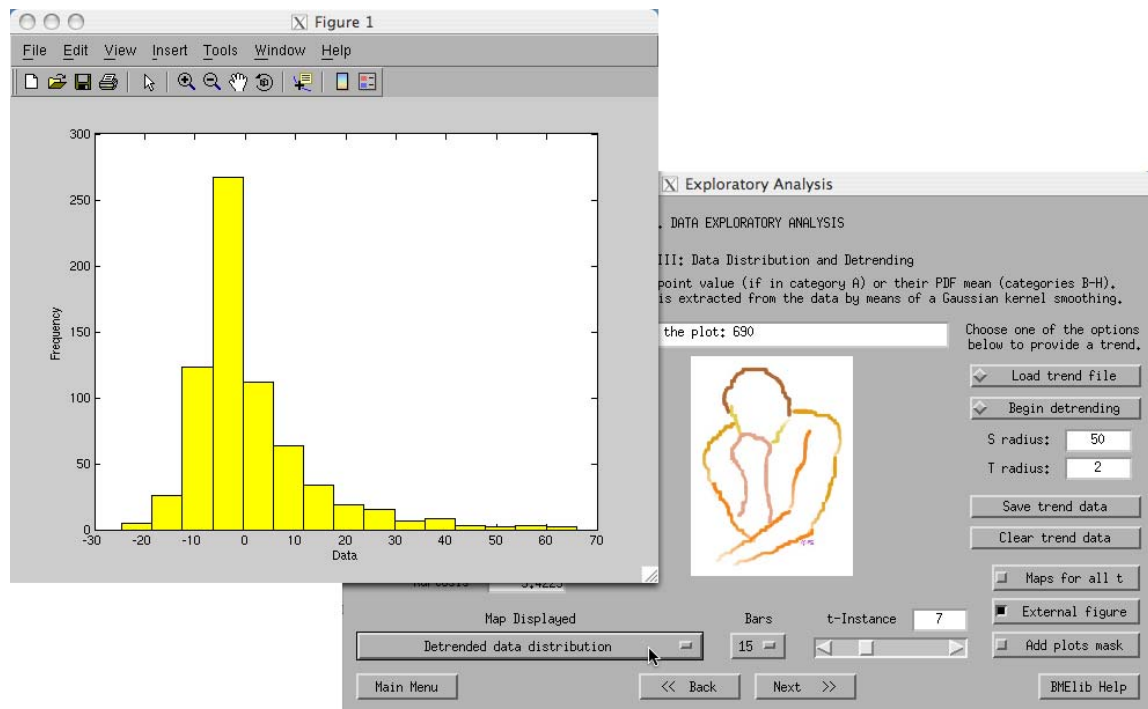 Figure 1
File Edit View Insert Tools Window Help
300
250
200
150
100
50
0
Frequency
-30 -20 -10 0 10 20 30 40 50 60 70
Data
Exploratory Analysis
. DATA EXPLORATORY ANALYSIS
III: Data Distribution and Detrending
point value (if in category A) or their PDF mean (categories B-H).
is extracted from the data by means of a Gaussian kernel smoothing.
the plot: 690
Choose one of the options
below to provide a trend.
Load trend file
Begin detrending
S radius: 50
T radius: 2
Save trend data
Clear trend data
Maps for all t
External figure
Add plots mask
Map Displayed
Detrended data distribution
Bars
15
t-Instance 7
Main Menu
<< Back
Next >>
BMElib Help